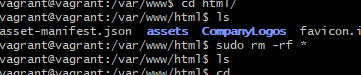 vagrant@vagrant:/var/www$ cd html/
vagrant@vagrant:/var/www/html$ ls
asset-manifest.json assets CompanyLogos favicon.i
vagrant@vagrant:/var/www/html$ sudo rm -rf *
vagrant@vagrant:/var/www/html$ ls
vagrant@vagrant:/var/www/html$ cd